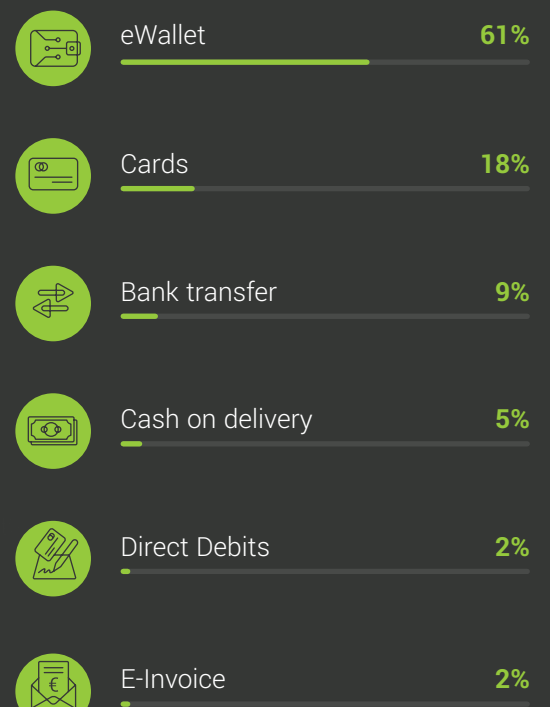 eWallet 61%
Cards 18%
Bank transfer 9%
Cash on delivery 5%
Direct Debits 2%
E-Invoice 2%
€